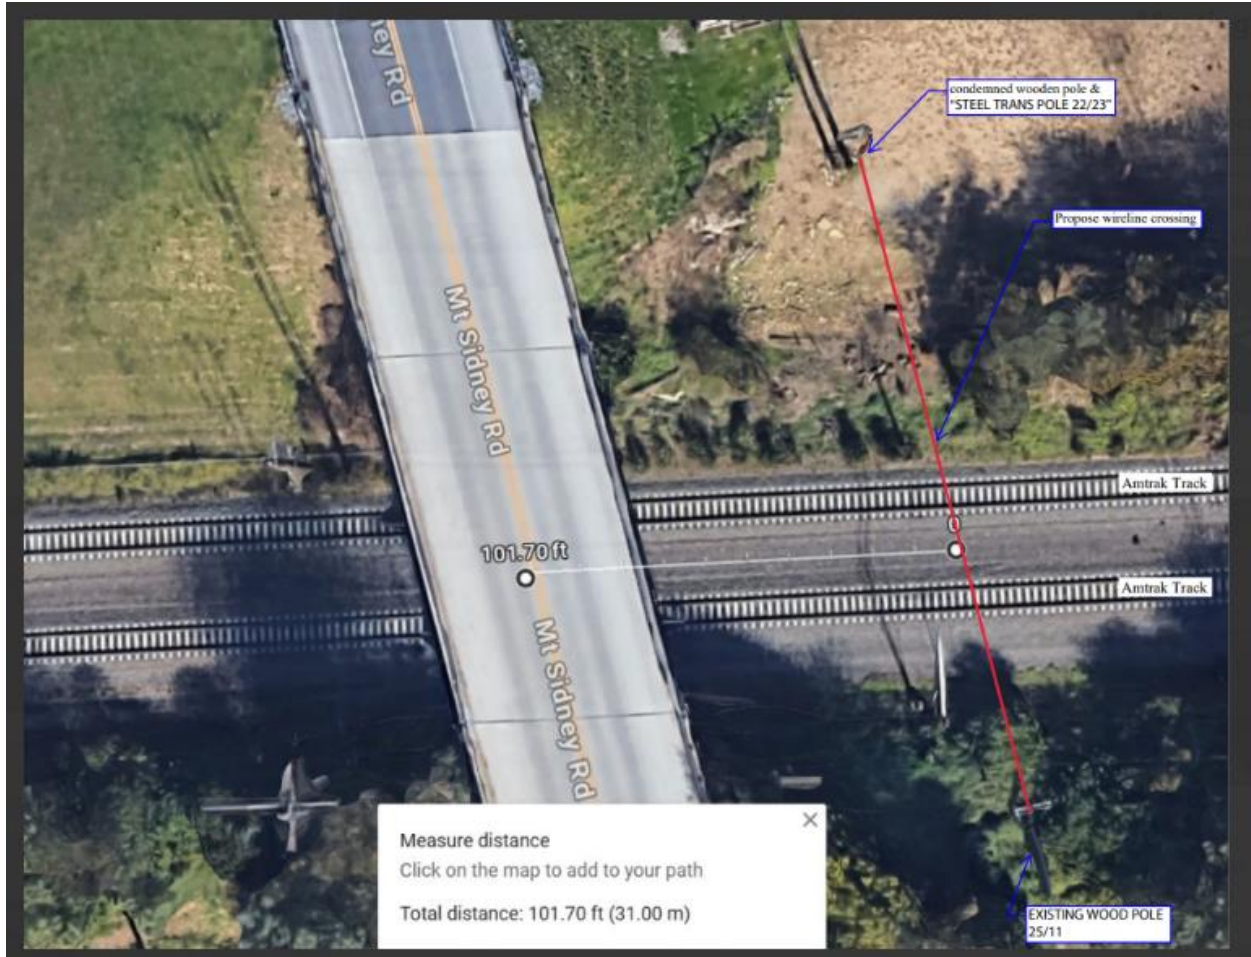 ney Rd
condemned wooden pole &
"STEEL TRANS POLE 22/23"
Propose wireline crossing
Mt Sidney Rd
Amtrak Track
0
101.70 ft
Amtrak Track
Mt Sidney Rd
Measure distance
Click on the map to add to your path
Total distance: 101.70 ft (31.00 m)
EXISTING WOOD POLE
25/11